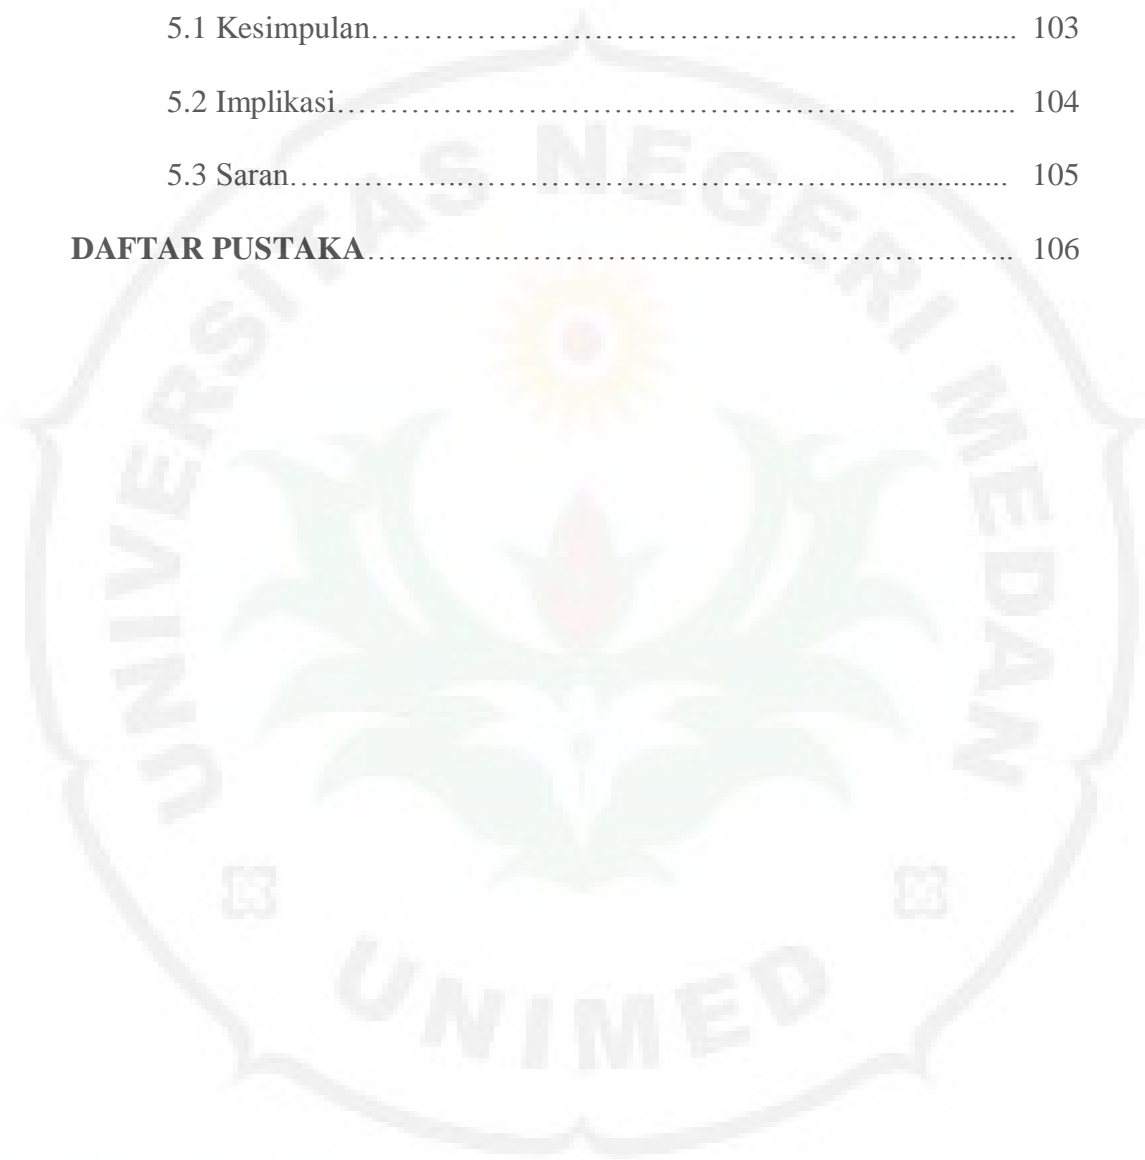 5.1 Kesimpulan…………………………………………..……....... 103
5.2 Implikasi……………………………………………..……....... 104
5.3 Saran……………..…………………………………................... 105
DAFTAR PUSTAKA…………..………………………………………... 106
UNIVERSITAS NEGERI MEDAN
UNIMED